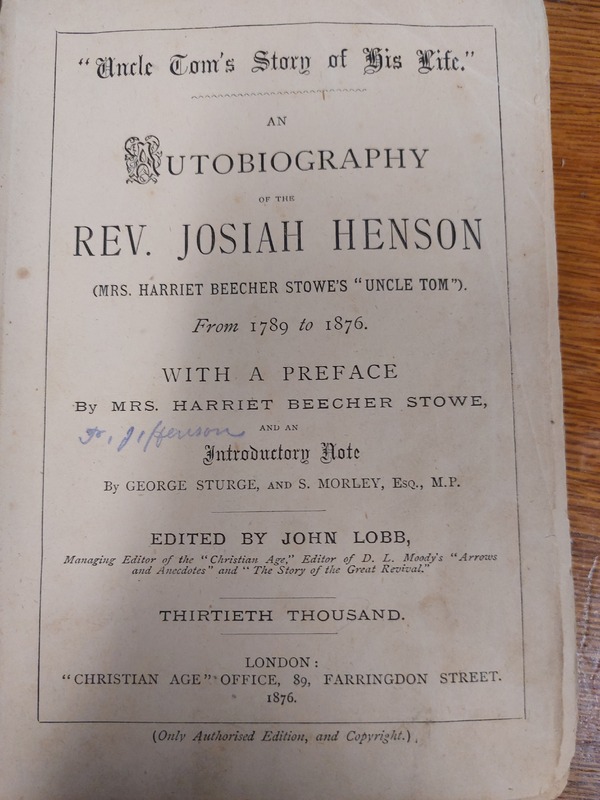 "Uncle Tom's Story of His Life."
AN
AUTOBIOGRAPHY
OF THE
REV. JOSIAH HENSON
(MRS. HARRIET BEECHER STOWE'S "UNCLE TOM").
From 1789 to 1876.
WITH A PREFACE
By MRS. HARRIET BEECHER STOWE,
AND AN
Introductory Note
By GEORGE STURGE, AND S. MORLEY, ESQ., M.P.
EDITED BY JOHN LOBB,
Managing Editor of the "Christian Age," Editor of D. L. Moody's "Arrows
and Anecdotes" and "The Story of the Great Revival."
THIRTIETH THOUSAND.
LONDON:
"CHRISTIAN AGE" OFFICE, 89, FARRINGDON STREET.
1876.
(Only Authorised Edition, and Copyright.)